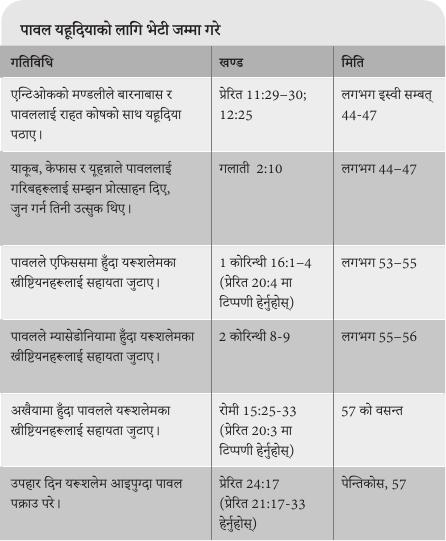 पावल यहूदियाको लागि भेटी जम्मा गरे
गतिविधि खण्ड मिति
एन्टिओकको मण्डलीले बारनाबास र प्रेरित 11:29–30; लगभग इस्वी सम्बत्
पावललाई राहत कोषको साथ यहूदिया 12:25 44-47
पठाए।
याकूब, केफास र यूहन्नाले पावललाई गलाती 2:10 लगभग 44–47
गरिबहरूलाई सम्झन प्रोत्साहन दिए,
जुन गर्न तिनी उत्सुक थिए।
पावलले एफिससमा हुँदा यरूशलेमका 1 कोरिन्थी 16:1–4 लगभग 53–55
ख्रीष्टियनहरूलाई सहायता जुटाए। (प्रेरित 20:4 मा
टिप्पणी हेर्नुहोस्)
पावलले म्यासेडोनियामा हुँदा यरूशलेमका 2 कोरिन्थी 8-9 लगभग 55–56
ख्रीष्टियनहरूलाई सहायता जुटाए।
अखैयामा हुँदा पावलले यरूशलेमका रोमी 15:25-33 57 को वसन्त
ख्रीष्टियनहरूलाई सहायता जुटाए। (प्रेरित 20:3 मा
टिप्पणी हेर्नुहोस्)
उपहार दिन यरूशलेम आइपुग्दा पावल प्रेरित 24:17 पेन्तिकोस, 57
पक्राउ परे। (प्रेरित 21:17-33
हेर्नुहोस्)